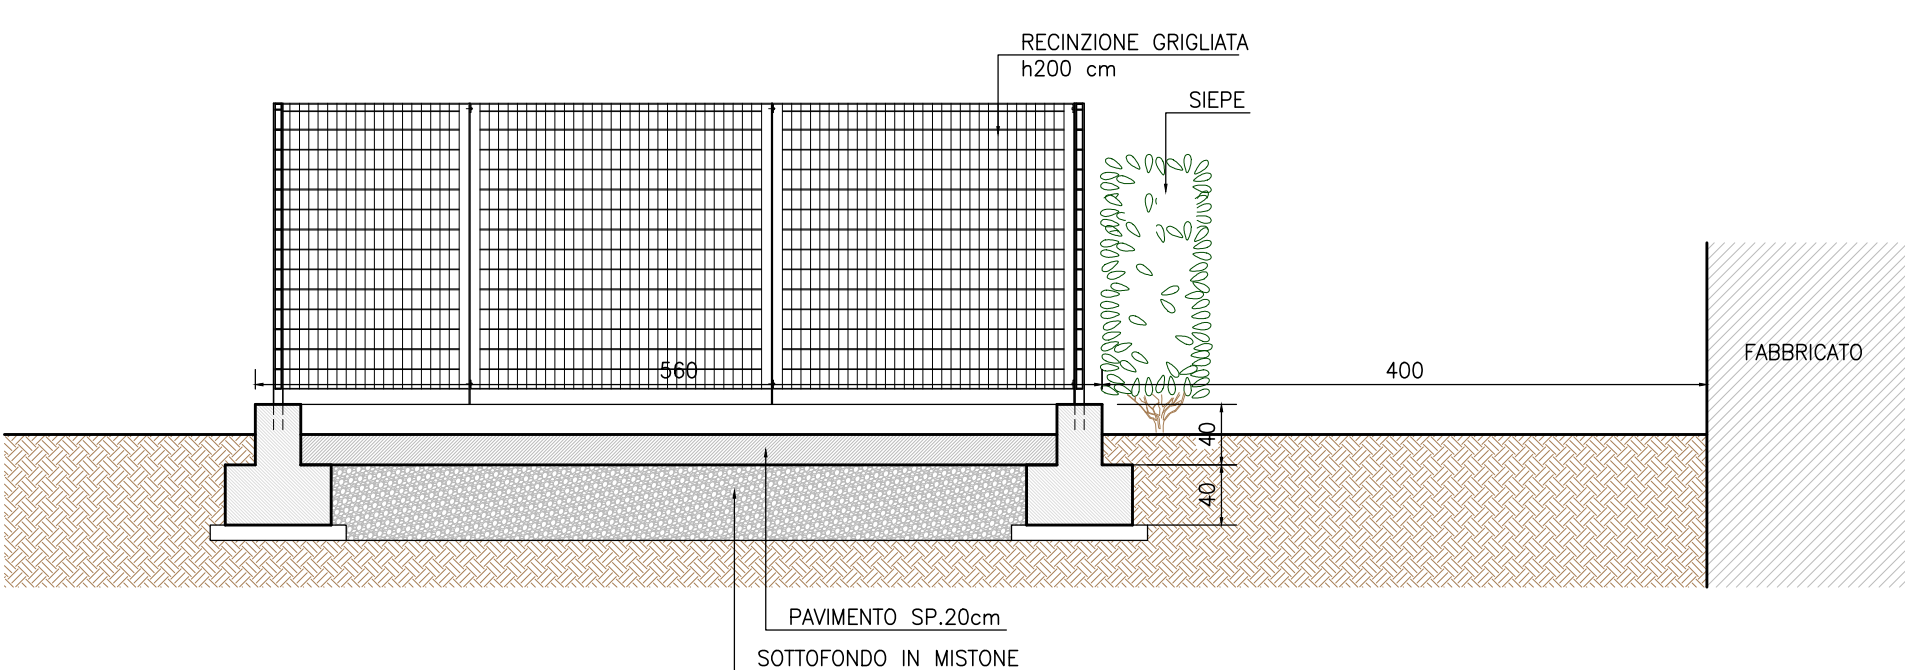 RECINZIONE GRIGLIATA
h200 cm
SIEPE
FABBRICATO
560
400
40
40
PAVIMENTO SP.20cm
SOTTOFONDO IN MISTONE